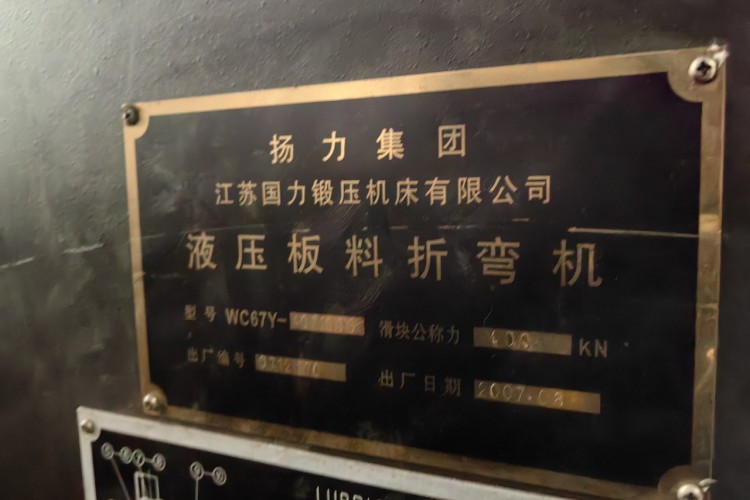 扬力集团
江苏国力锻压机床有限公司
液压板料折弯机
型号 WC67Y- 滑块公称力 400 KN
出厂编号 出厂日期 2007.08